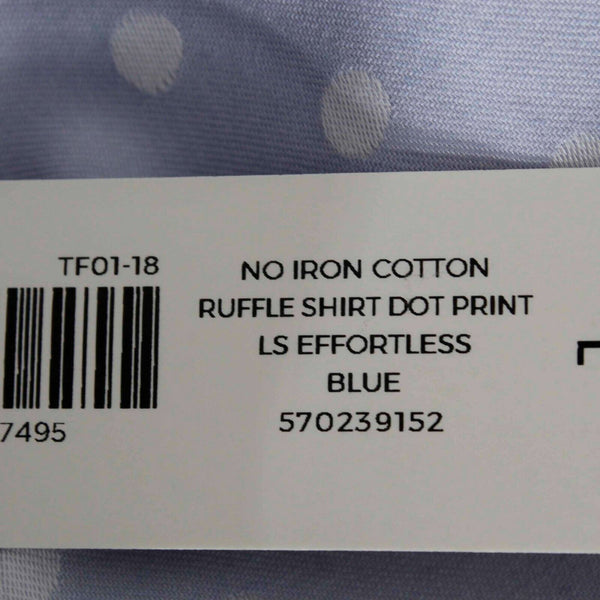 TF01-18
7495
NO IRON COTTON
RUFFLE SHIRT DOT PRINT
LS EFFORTLESS
BLUE
570239152